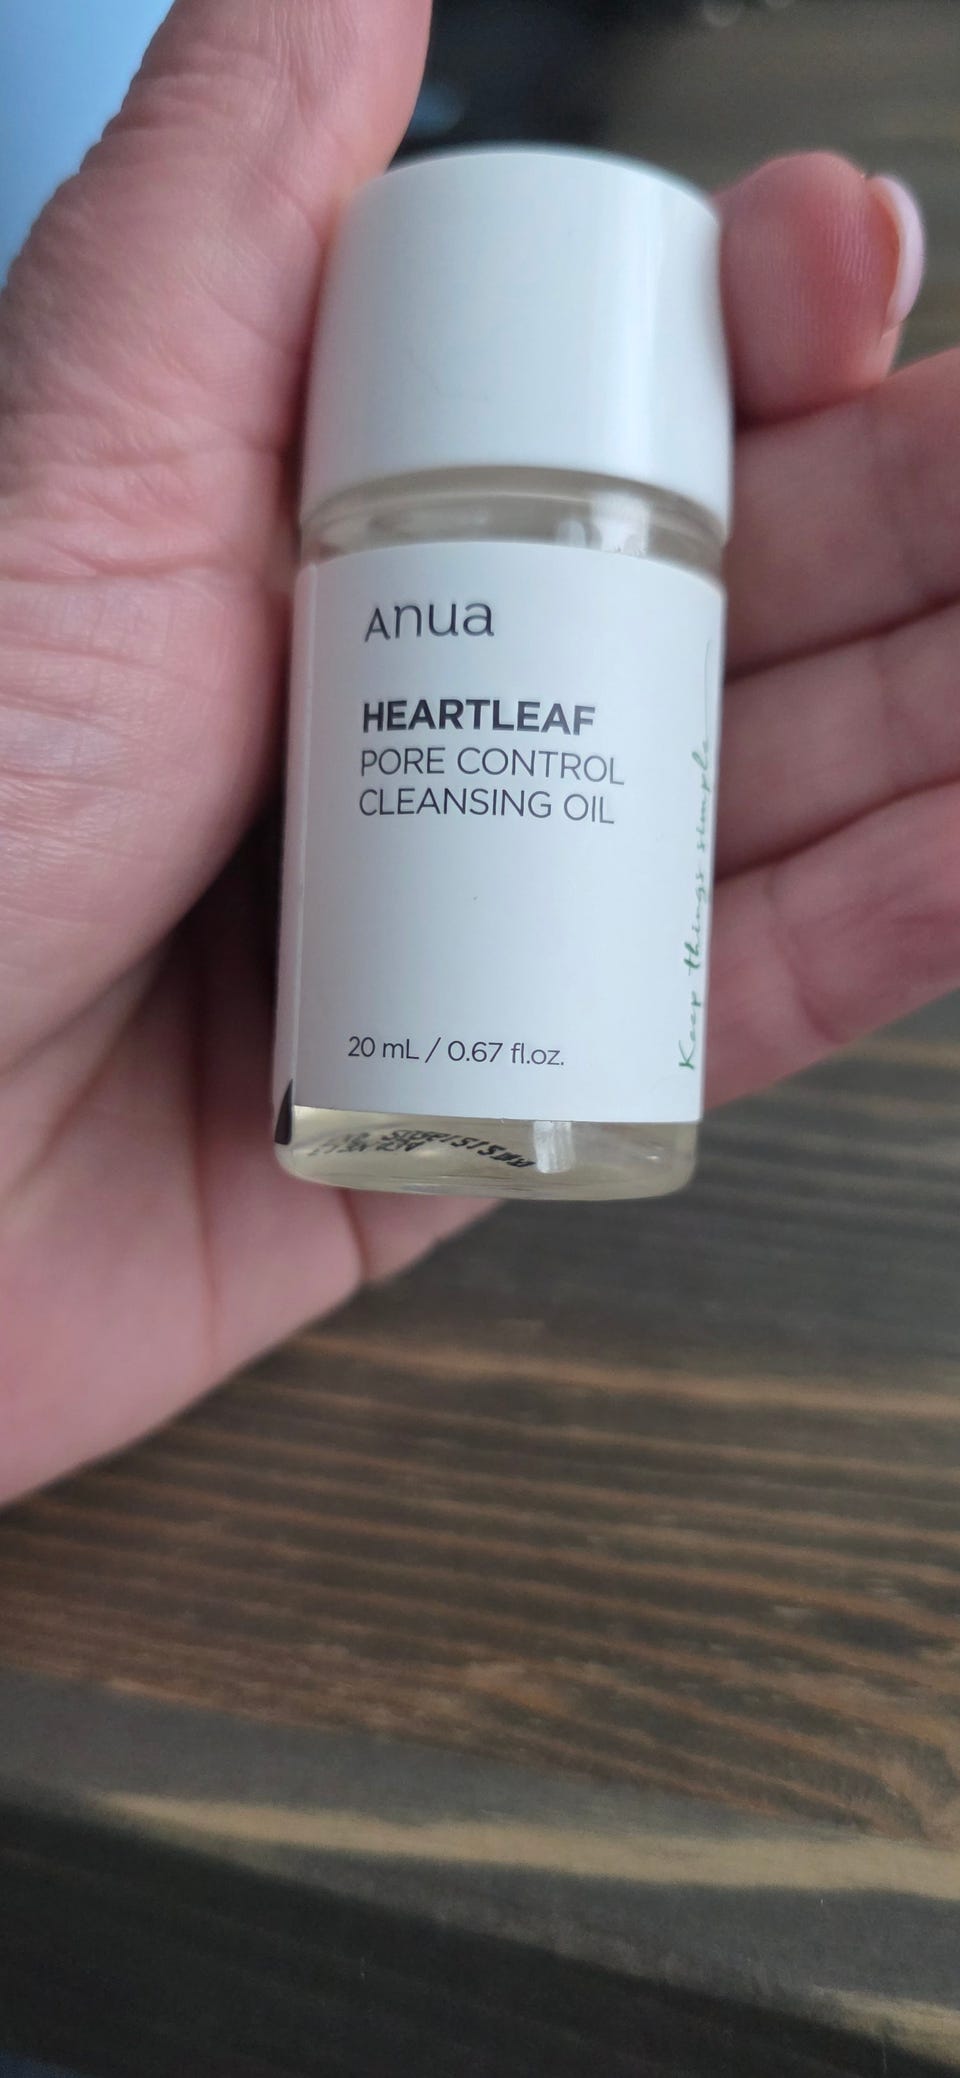 Anua
HEARTLEAF
PORE CONTROL
CLEANSING OIL
20 mL / 0.67 fl.oz.
Keep things simple